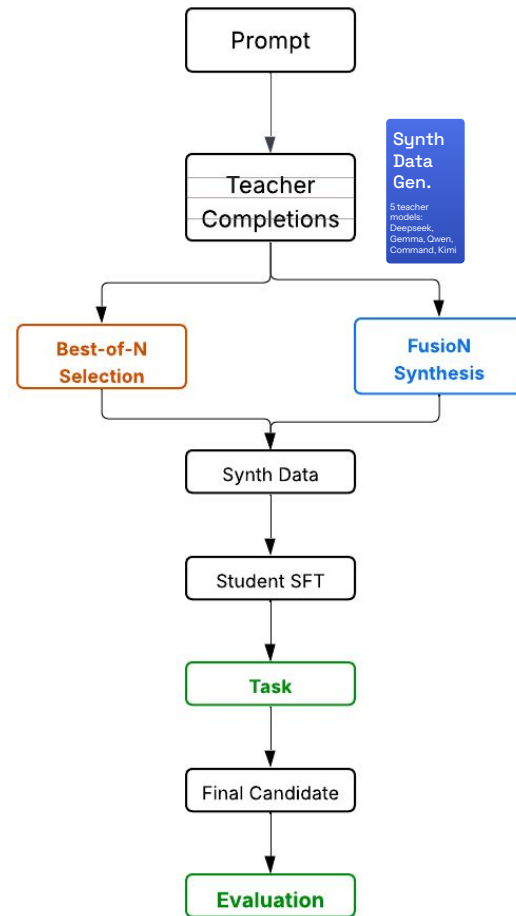 Prompt
Teacher
Completions
Synth
Data
Gen.
5 teacher
models:
Deepseek,
Gemma, Qwen,
Command, Kimi
Best-of-N
Selection
FusioN
Synthesis
Synth Data
Student SFT
Task
Final Candidate
Evaluation